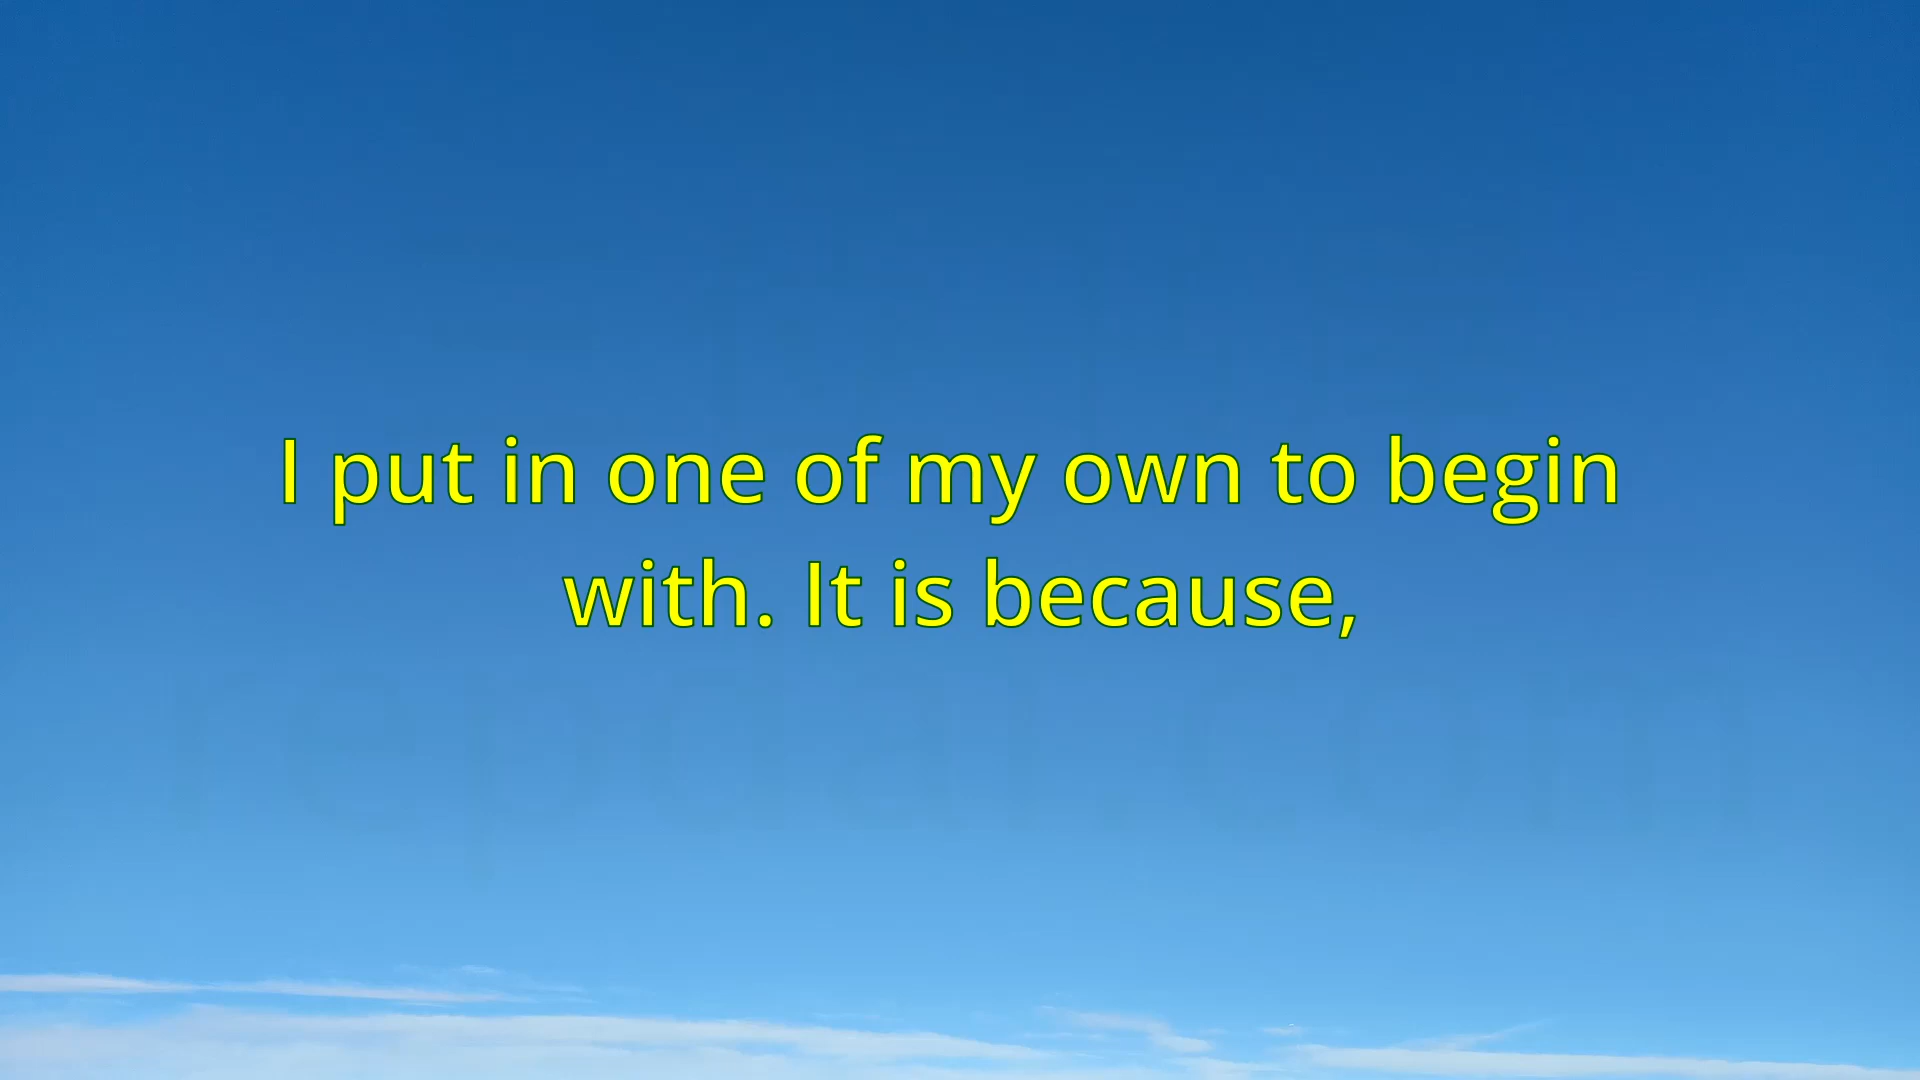 I put in one of my own to begin
with. It is because,